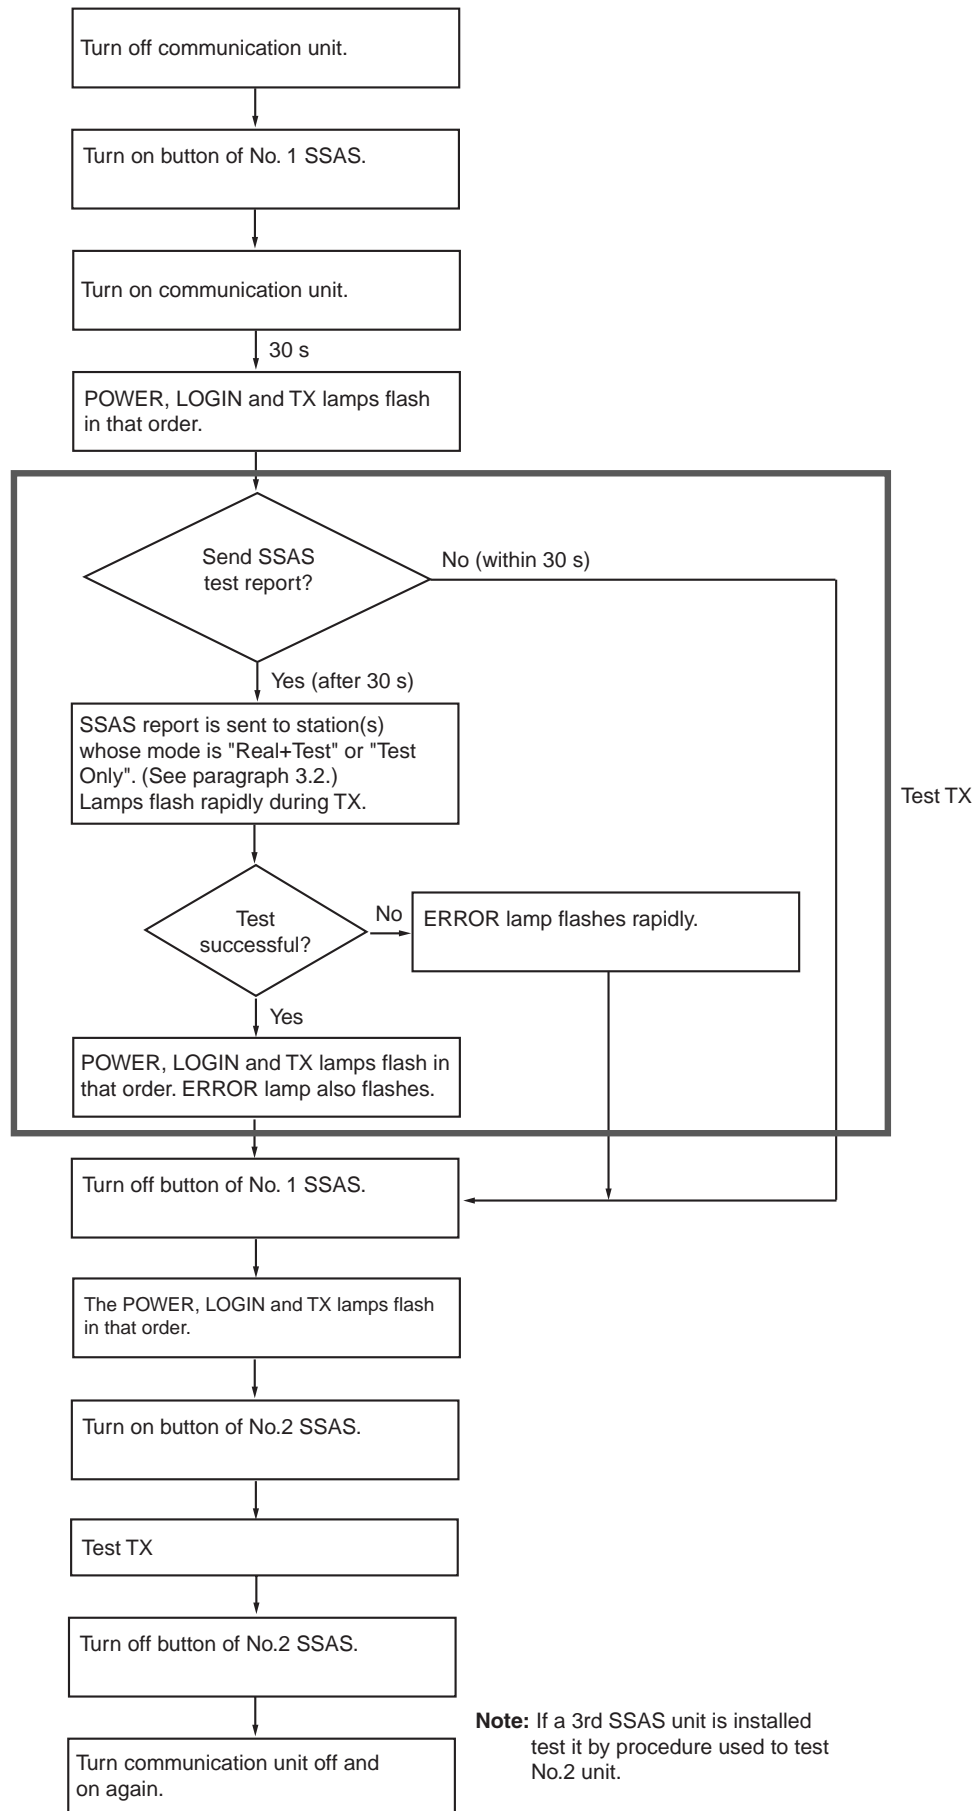 Turn off communication unit.
Turn on button of No. 1 SSAS.
Turn on communication unit.
30 s
POWER, LOGIN and TX lamps flash
in that order.
Send SSAS
test report?
No (within 30 s)
Yes (after 30 s)
SSAS report is sent to station(s)
whose mode is "Real+Test" or "Test
Only". (See paragraph 3.2.)
Lamps flash rapidly during TX.
Test TX
Test
successful?
No
ERROR lamp flashes rapidly.
Yes
POWER, LOGIN and TX lamps flash in
that order. ERROR lamp also flashes.
Turn off button of No. 1 SSAS.
The POWER, LOGIN and TX lamps flash
in that order.
Turn on button of No.2 SSAS.
Test TX
Turn off button of No.2 SSAS.
Turn communication unit off and
on again.
Note: If a 3rd SSAS unit is installed
test it by procedure used to test
No.2 unit.